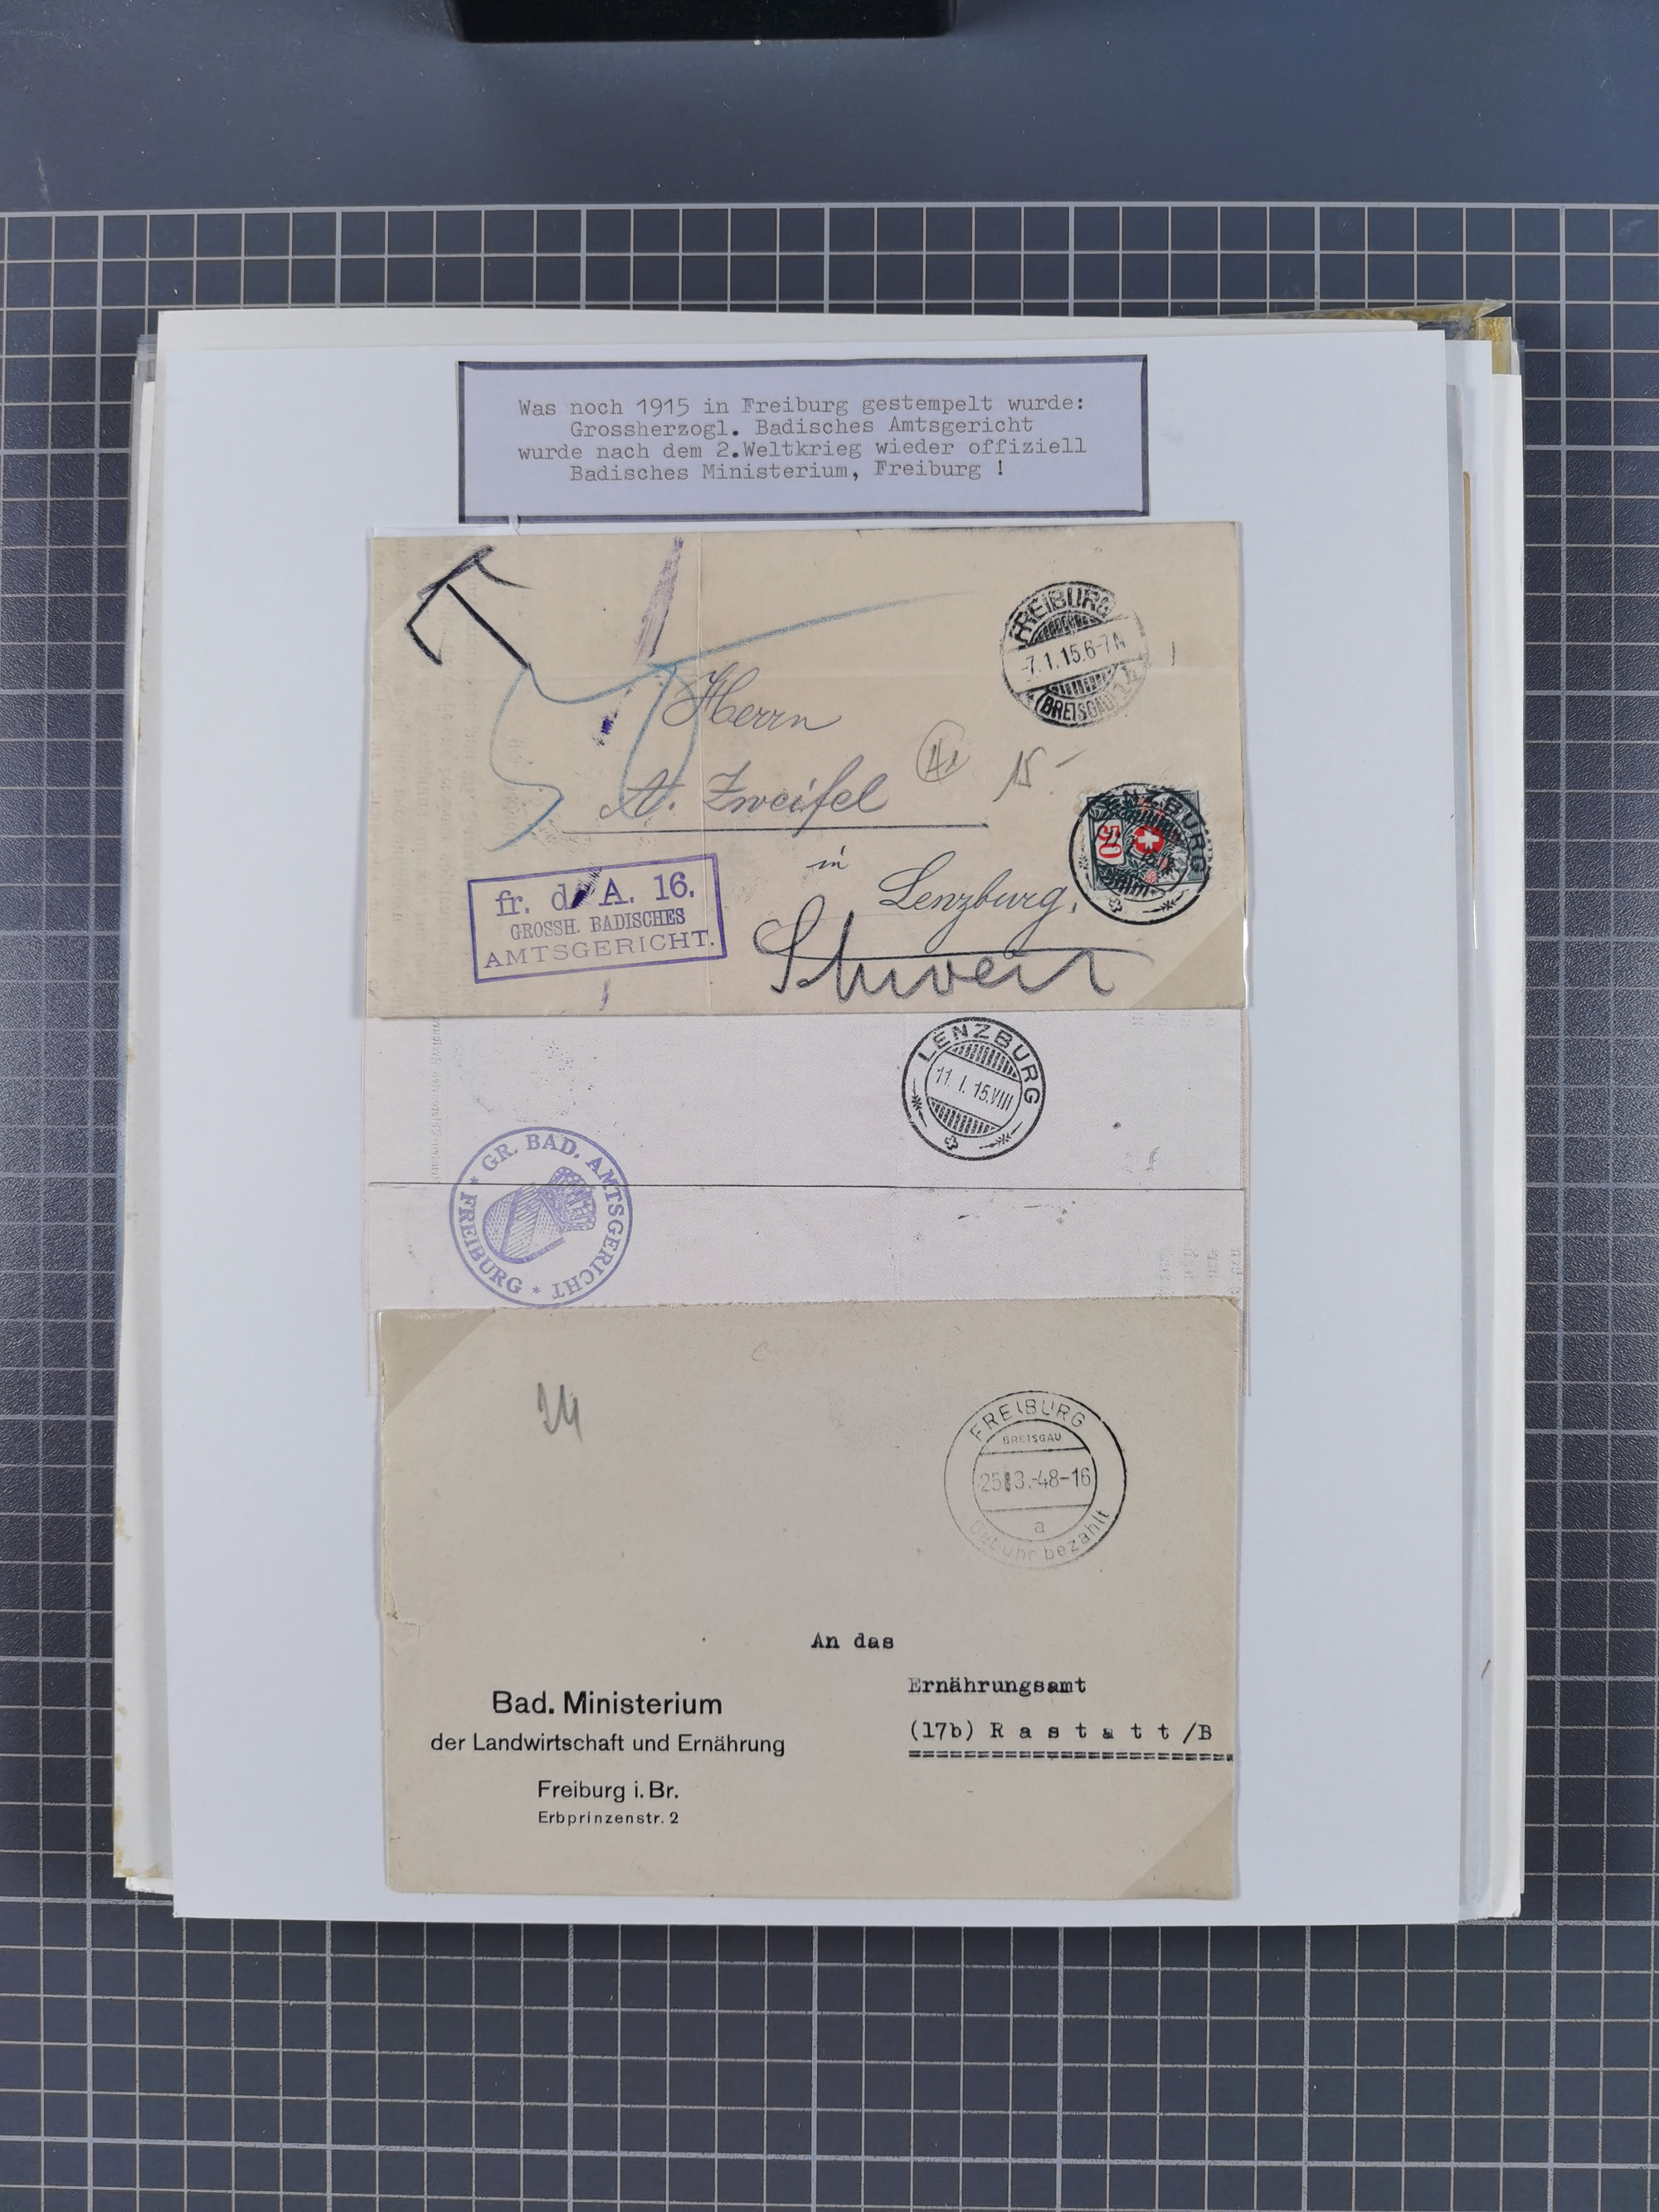 Was noch 1915 in Freiburg gestempelt wurde:
Grossherzogl. Badisches Amtsgericht
wurde nach dem 2.Weltkrieg wieder offiziell
Badisches Ministerium, Freiburg !
T
50
FREIBURG
-7.1.15.6-7N
(BREISGAU)
Herrn
A. Zweifel
15.-
in
Lenzburg.
Schweiz
LENZBURG
50
fr. d. A. 16.
GROSSH. BADISCHES
AMTSGERICHT.
LENZBURG
11. I. 15.VIII
* GR. BAD. AMTSGERICHT * FREIBURG
24
FREIBURG
BREISGAU
25.3.-48-16
a
Gebühr bezahlt
An das
Ernährungsamt
(17b) R a s t a t t /B
========================
Bad. Ministerium
der Landwirtschaft und Ernährung
Freiburg i. Br.
Erbprinzenstr. 2